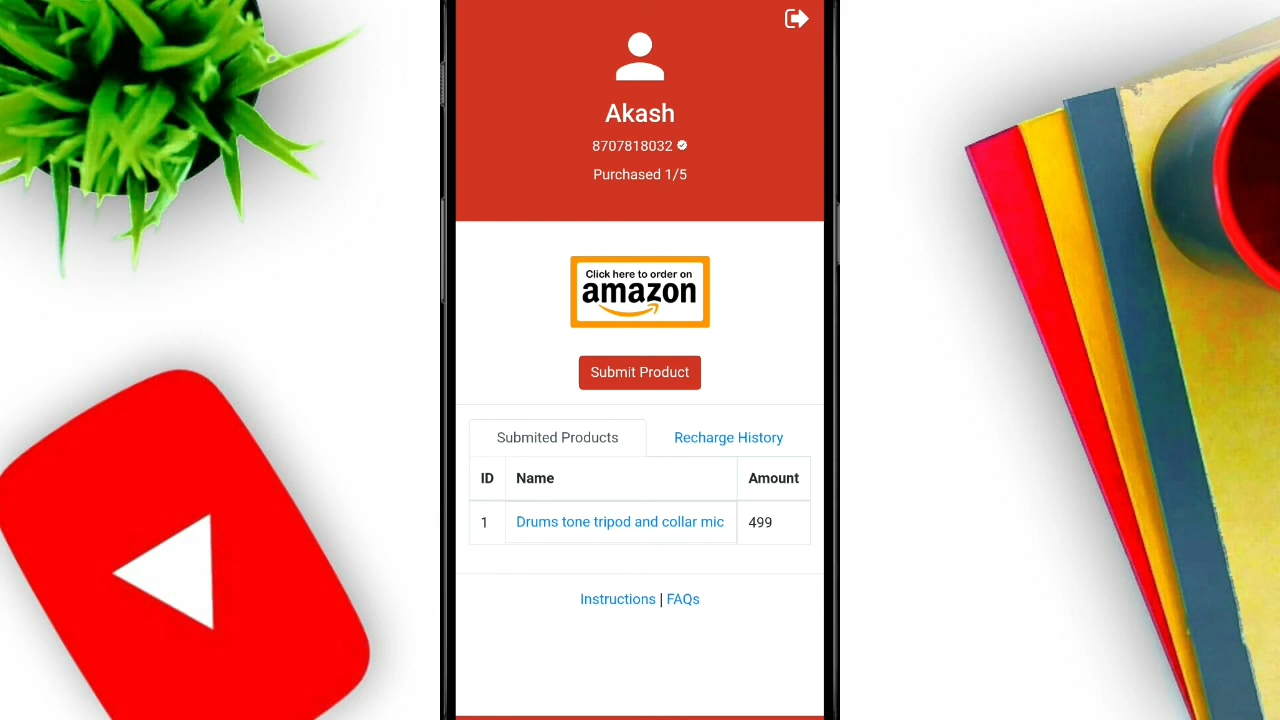 Akash
8707818032
Purchased 1/5
Click here to order on
amazon
Submit Product
Submited Products
Recharge History
ID Name Amount
1 Drums tone tripod and collar mic 499
Instructions | FAQs